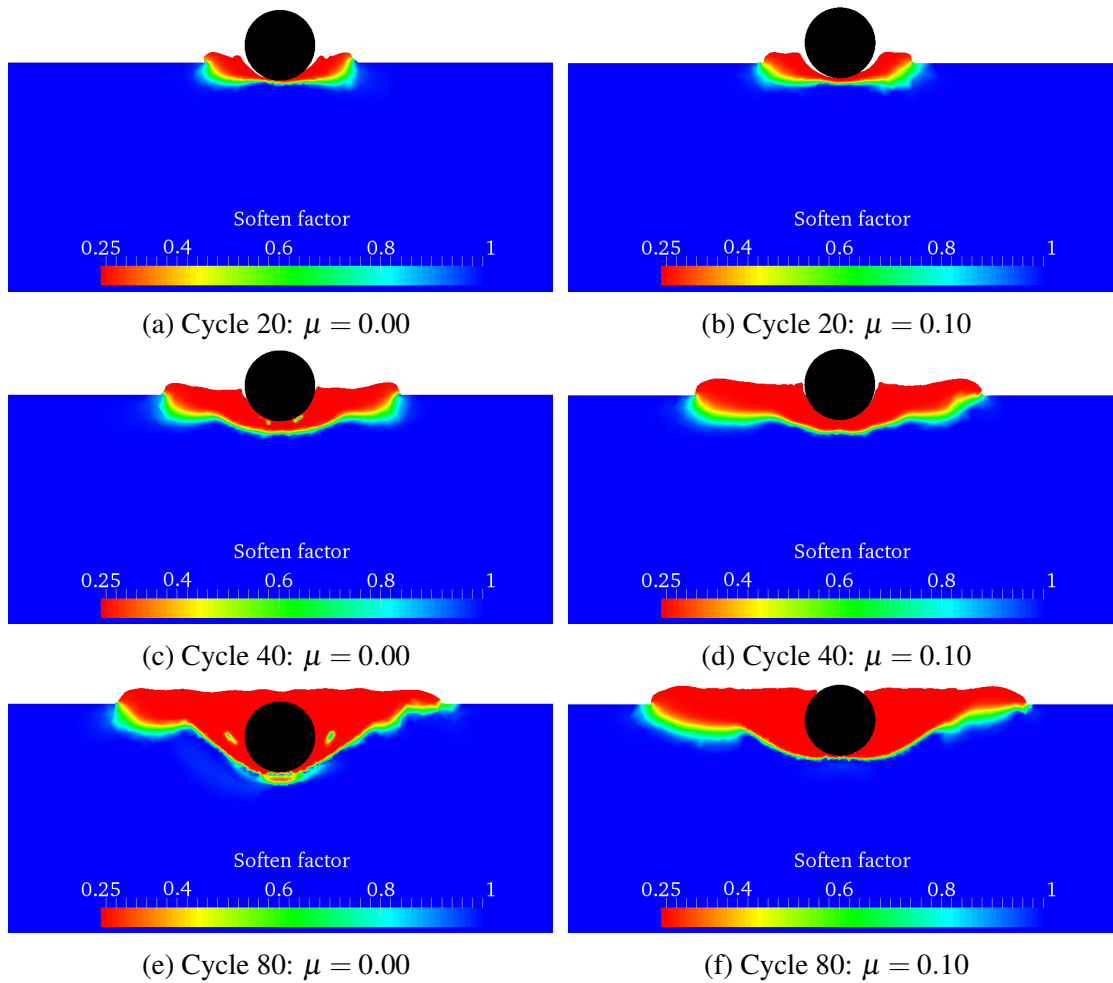 Soften factor
0.25 0.4 0.6 0.8 1
Soften factor
0.25 0.4 0.6 0.8 1
(a) Cycle 20: μ = 0.00
(b) Cycle 20: μ = 0.10
Soften factor
0.25 0.4 0.6 0.8 1
Soften factor
0.25 0.4 0.6 0.8 1
(c) Cycle 40: μ = 0.00
(d) Cycle 40: μ = 0.10
Soften factor
0.25 0.4 0.6 0.8 1
Soften factor
0.25 0.4 0.6 0.8 1
(e) Cycle 80: μ = 0.00
(f) Cycle 80: μ = 0.10